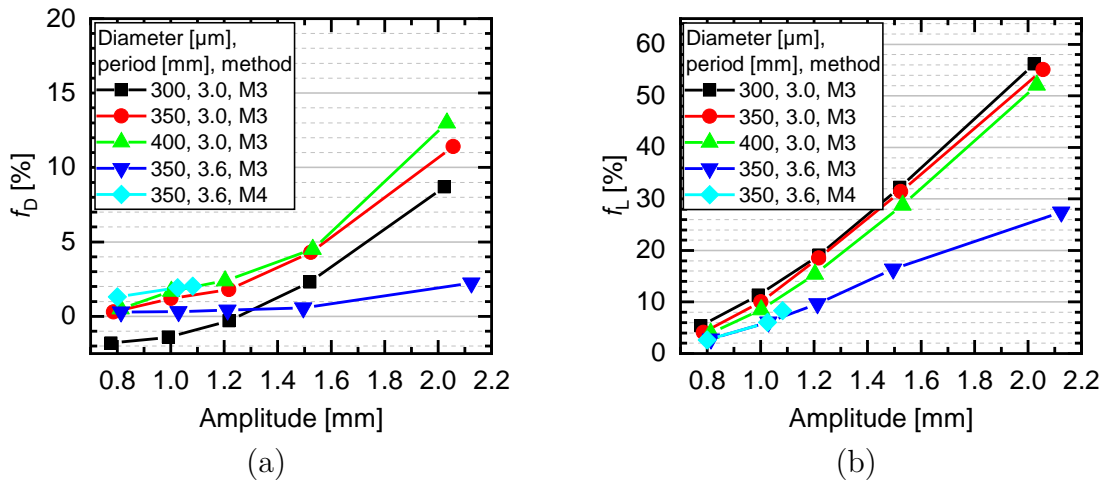 20
15
10
5
0
f_D [%]
Diameter [µm],
period [mm], method
300, 3.0, M3
350, 3.0, M3
400, 3.0, M3
350, 3.6, M3
350, 3.6, M4
0.8 1.0 1.2 1.4 1.6 1.8 2.0 2.2
Amplitude [mm]
(a)
60
50
40
30
20
10
0
f_L [%]
Diameter [µm],
period [mm], method
300, 3.0, M3
350, 3.0, M3
400, 3.0, M3
350, 3.6, M3
350, 3.6, M4
0.8 1.0 1.2 1.4 1.6 1.8 2.0 2.2
Amplitude [mm]
(b)